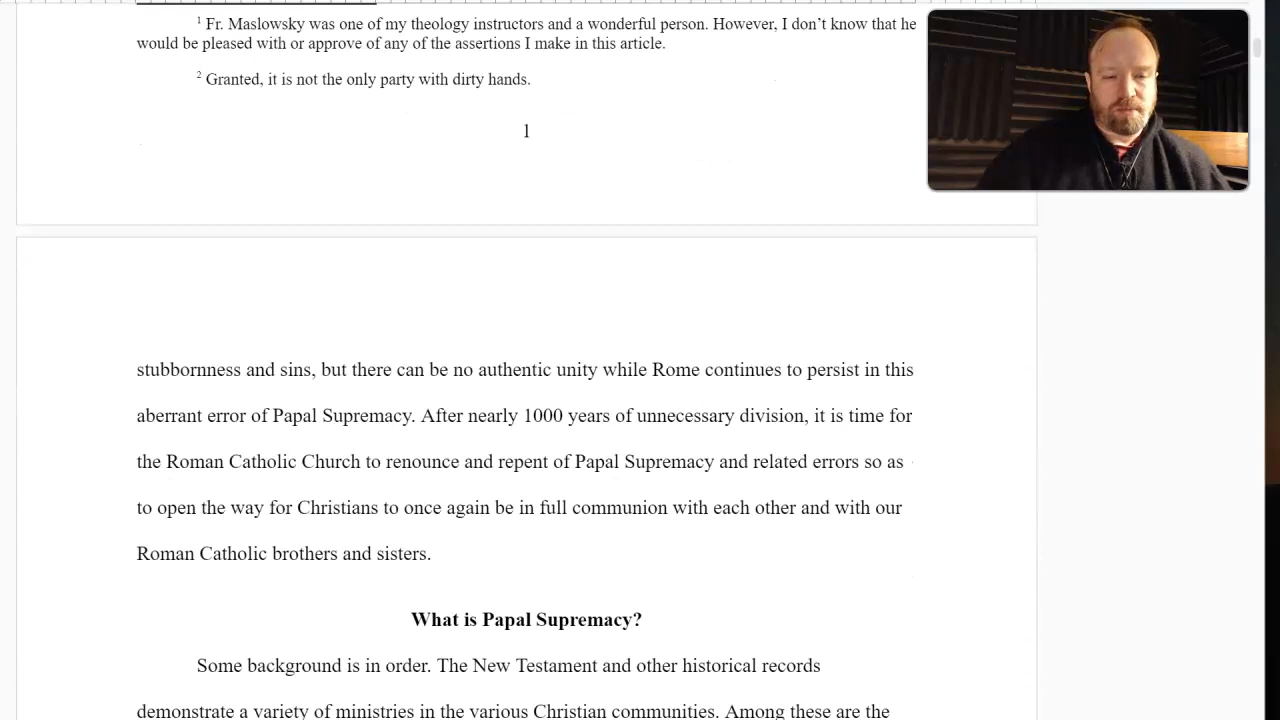 1 Fr. Maslowsky was one of my theology instructors and a wonderful person. However, I don’t know that he
would be pleased with or approve of any of the assertions I make in this article.
2 Granted, it is not the only party with dirty hands.
1
stubbornness and sins, but there can be no authentic unity while Rome continues to persist in this
aberrant error of Papal Supremacy. After nearly 1000 years of unnecessary division, it is time for
the Roman Catholic Church to renounce and repent of Papal Supremacy and related errors so as
to open the way for Christians to once again be in full communion with each other and with our
Roman Catholic brothers and sisters.
What is Papal Supremacy?
Some background is in order. The New Testament and other historical records
demonstrate a variety of ministries in the various Christian communities. Among these are the